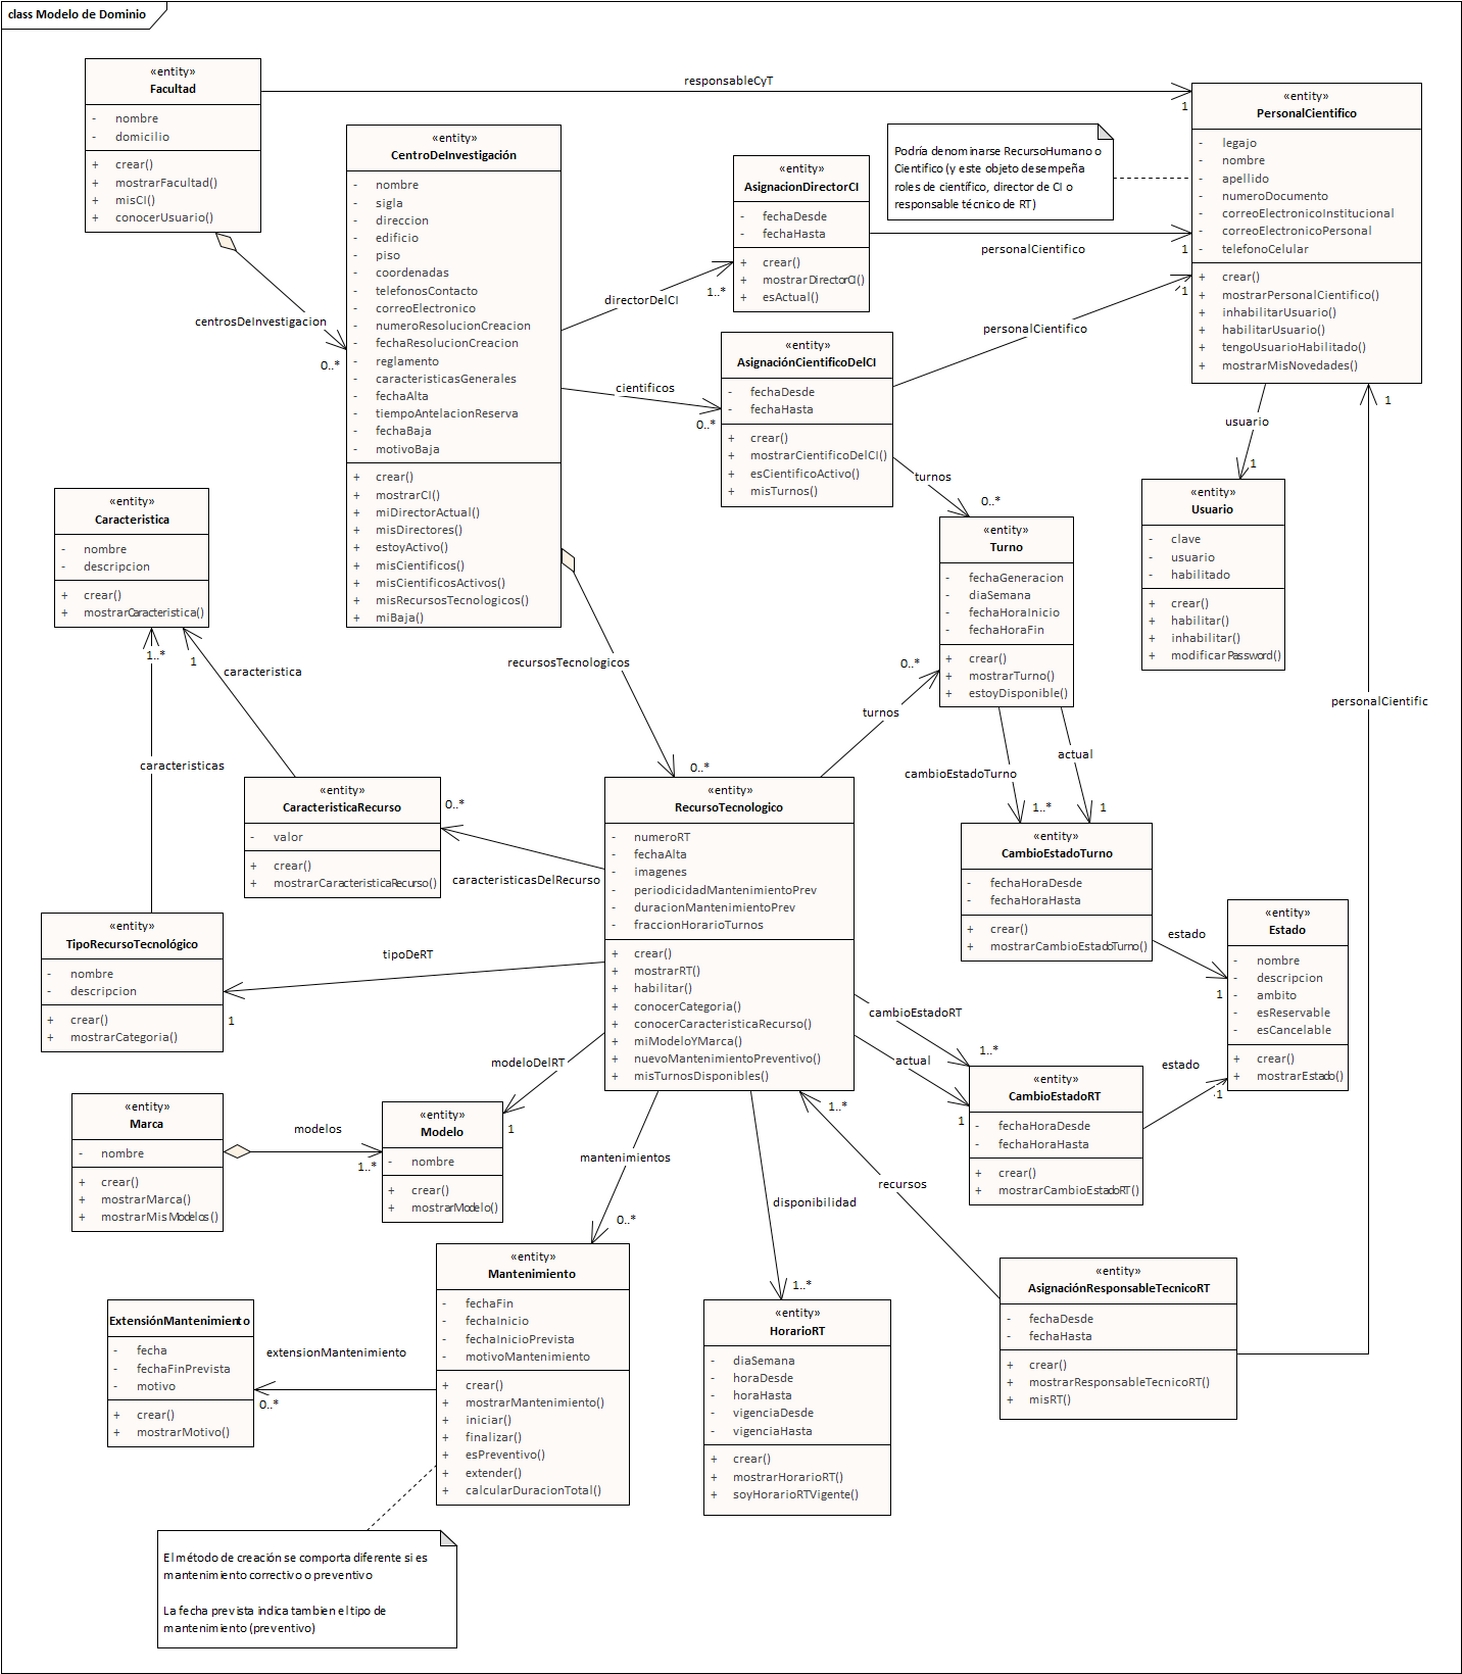 class Modelo de Dominio
«entity»
Facultad
- nombre
- domicilio
+ crear()
+ mostrarFacultad()
+ misCI()
+ conocerUsuario()
responsableCyT
1
centrosDeInvestigacion
0..*
«entity»
CentroDeInvestigación
- nombre
- sigla
- direccion
- edificio
- piso
- coordenadas
- telefonosContacto
- correoElectronico
- numeroResolucionCreacion
- fechaResolucionCreacion
- reglamento
- caracteristicasGenerales
- fechaAlta
- tiempoAntelacionReserva
- fechaBaja
- motivoBaja
+ crear()
+ mostrarCI()
+ miDirectorActual()
+ misDirectores()
+ estoyActivo()
+ misCientificos()
+ misCientificosActivos()
+ misRecursosTecnologicos()
+ miBaja()
directorDelCI
1..*
cientificos
0..*
«entity»
AsignacionDirectorCI
- fechaDesde
- fechaHasta
+ crear()
+ mostrarDirectorCI()
+ esActual()
Podría denominarse RecursoHumano o
Cientifico (y este objeto desempeña
roles de científico, director de CI o
responsable técnico de RT)
personalCientifico
1
«entity»
PersonalCientifico
- legajo
- nombre
- apellido
- numeroDocumento
- correoElectronicoInstitucional
- correoElectronicoPersonal
- telefonoCelular
+ crear()
+ mostrarPersonalCientifico()
+ inhabilitarUsuario()
+ habilitarUsuario()
+ tengoUsuarioHabilitado()
+ mostrarMisNovedades()
personalCientifico
1
«entity»
AsignaciónCientificoDelCI
- fechaDesde
- fechaHasta
+ crear()
+ mostrarCientificoDelCI()
+ esCientificoActivo()
+ misTurnos()
turnos
0..*
usuario
1
1
«entity»
Usuario
- clave
- usuario
- habilitado
+ crear()
+ habilitar()
+ inhabilitar()
+ modificarPassword()
«entity»
Turno
- fechaGeneracion
- diaSemana
- fechaHoraInicio
- fechaHoraFin
+ crear()
+ mostrarTurno()
+ estoyDisponible()
«entity»
Caracteristica
- nombre
- descripcion
+ crear()
+ mostrarCaracteristica()
1..*
1
caracteristica
caracteristicas
recursosTecnologicos
0..*
turnos
0..*
personalCientific
cambioEstadoTurno
1..*
actual
1
«entity»
CaracteristicaRecurso
- valor
+ crear()
+ mostrarCaracteristicaRecurso()
0..*
caracteristicasDelRecurso
«entity»
RecursoTecnologico
- numeroRT
- fechaAlta
- imagenes
- periodicidadMantenimientoPrev
- duracionMantenimientoPrev
- fraccionHorarioTurnos
+ crear()
+ mostrarRT()
+ habilitar()
+ conocerCategoria()
+ conocerCaracteristicaRecurso()
+ miModeloYMarca()
+ nuevoMantenimientoPreventivo()
+ misTurnosDisponibles()
«entity»
CambioEstadoTurno
- fechaHoraDesde
- fechaHoraHasta
+ crear()
+ mostrarCambioEstadoTurno()
estado
1
«entity»
Estado
- nombre
- descripcion
- ambito
- esReservable
- esCancelable
+ crear()
+ mostrarEstado()
«entity»
TipoRecursoTecnológico
- nombre
- descripcion
+ crear()
+ mostrarCategoria()
tipoDeRT
1
cambioEstadoRT
1..*
actual
1
estado
1
«entity»
CambioEstadoRT
- fechaHoraDesde
- fechaHoraHasta
+ crear()
+ mostrarCambioEstadoRT()
modeloDelRT
1
«entity»
Marca
- nombre
+ crear()
+ mostrarMarca()
+ mostrarMisModelos()
modelos
1..*
«entity»
Modelo
- nombre
+ crear()
+ mostrarModelo()
mantenimientos
0..*
disponibilidad
1..*
recursos
1..*
«entity»
Mantenimiento
- fechaFin
- fechaInicio
- fechaInicioPrevista
- motivoMantenimiento
+ crear()
+ mostrarMantenimiento()
+ iniciar()
+ finalizar()
+ esPreventivo()
+ extender()
+ calcularDuracionTotal()
«entity»
HorarioRT
- diaSemana
- horaDesde
- horaHasta
- vigenciaDesde
- vigenciaHasta
+ crear()
+ mostrarHorarioRT()
+ soyHorarioRTVigente()
«entity»
AsignaciónResponsableTecnicoRT
- fechaDesde
- fechaHasta
+ crear()
+ mostrarResponsableTecnicoRT()
+ misRT()
ExtensiónMantenimiento
- fecha
- fechaFinPrevista
- motivo
+ crear()
+ mostrarMotivo()
extensionMantenimiento
0..*
El método de creación se comporta diferente si es
mantenimiento correctivo o preventivo
La fecha prevista indica tambien el tipo de
mantenimiento (preventivo)